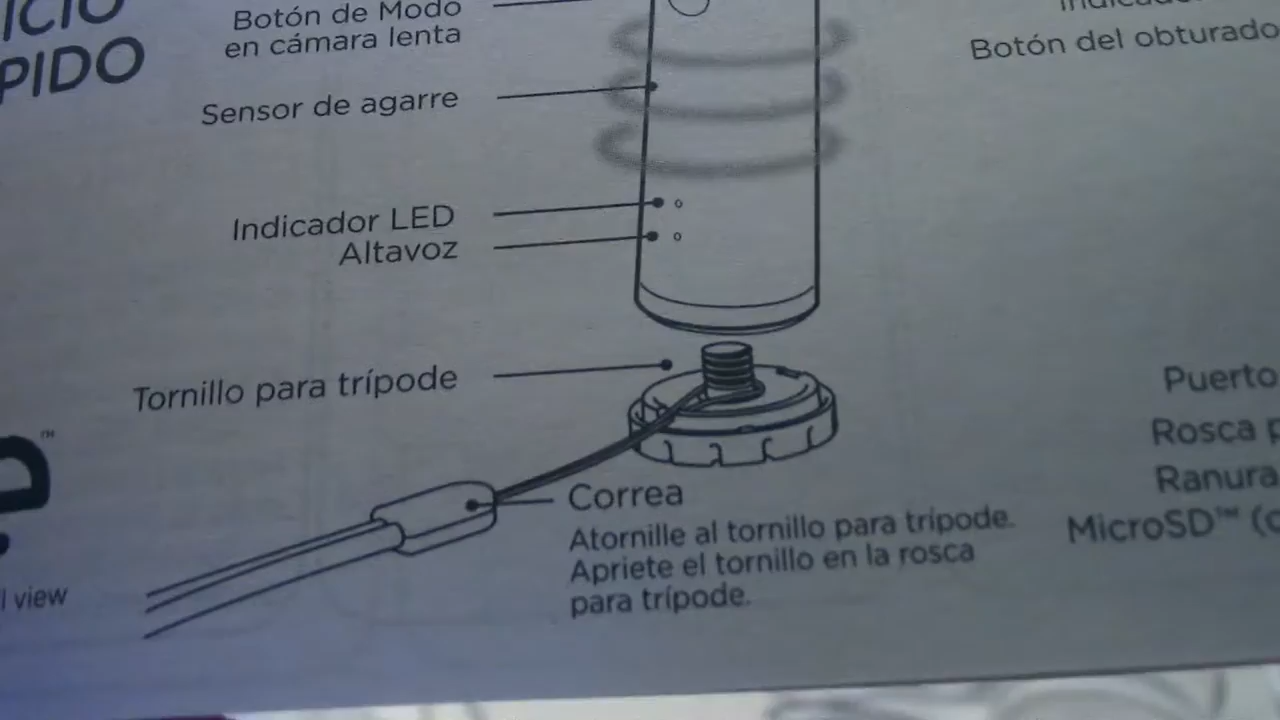 PIDO
Botón de Modo
en cámara lenta
Sensor de agarre
Indicador LED
Altavoz
Tornillo para trípode
Correa
Atornille al tornillo para trípode.
Apriete el tornillo en la rosca
para trípode.
Botón del obturado
Puerto
Rosca p
Ranura
MicroSD™ (
™
l view